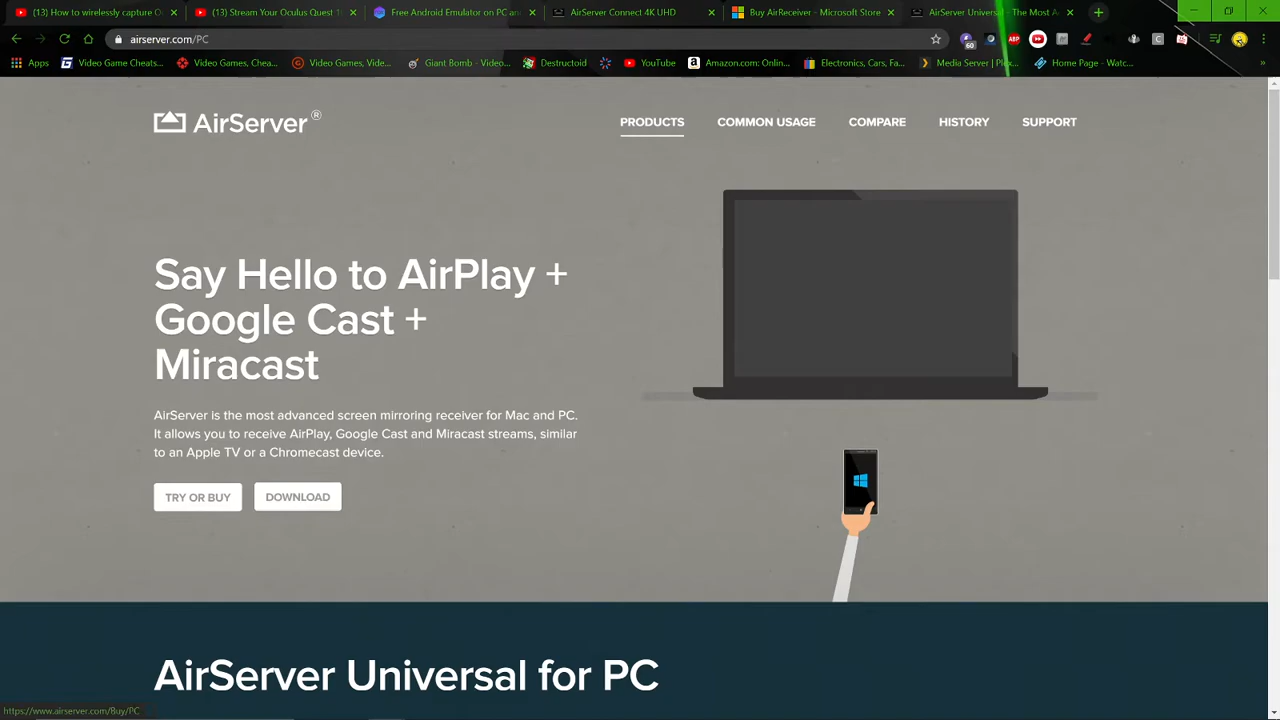 (13) How to wirelessly capture O
(13) Stream Your Oculus Quest
Free Android Emulator on PC an
AirServer Connect 4K UHD
Buy AirReceiver - Microsoft Store
AirServer Universal - The Most A
airserver.com/PC
60
ABP
Apps
Video Game Cheats...
Video Games, Chea...
Video Games, Vide...
Giant Bomb - Video...
Destructoid
YouTube
Amazon.com: Onlin...
Electronics, Cars, Fa...
Media Server | Plex...
Home Page - Watc...
»
AirServer®
PRODUCTS
COMMON USAGE
COMPARE
HISTORY
SUPPORT
Say Hello to AirPlay +
Google Cast +
Miracast
AirServer is the most advanced screen mirroring receiver for Mac and PC.
It allows you to receive AirPlay, Google Cast and Miracast streams, similar
to an Apple TV or a Chromecast device.
TRY OR BUY
DOWNLOAD
AirServer Universal for PC
https://www.airserver.com/Buy/PC